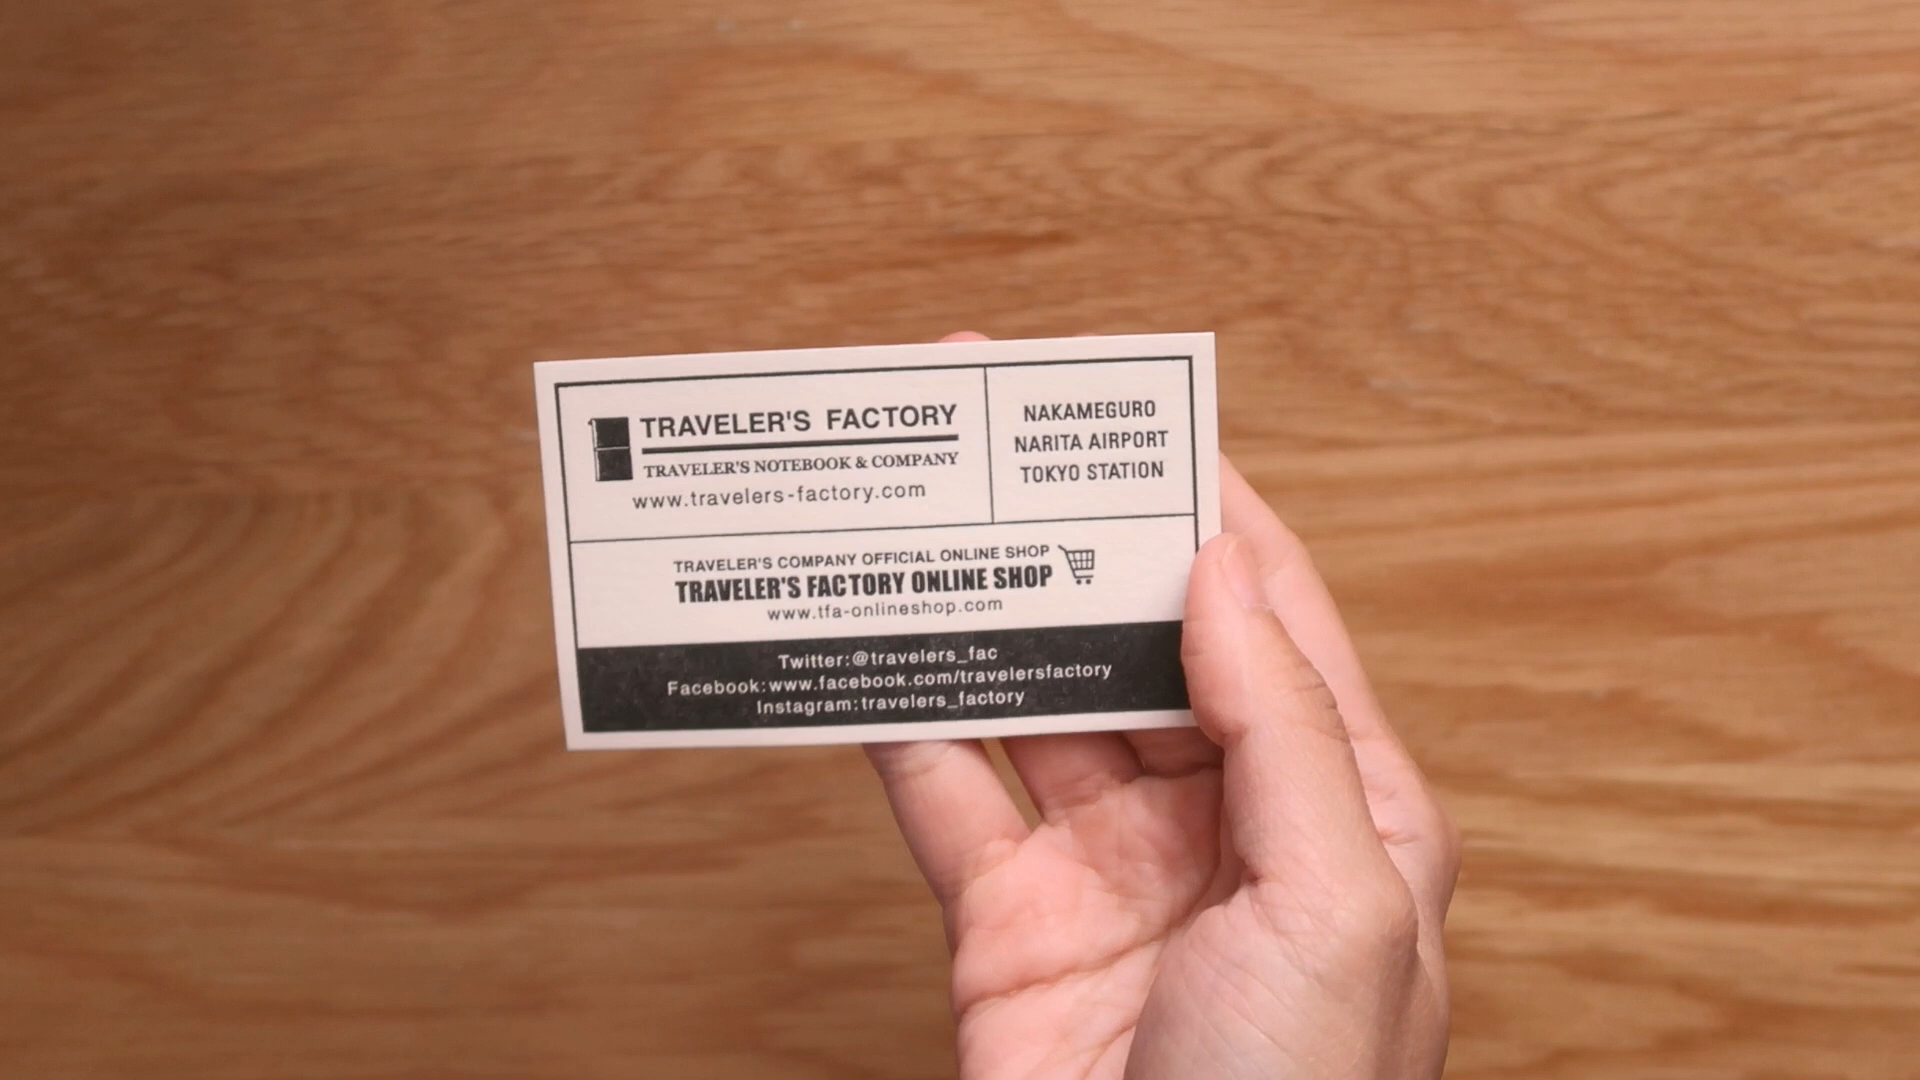 TRAVELER'S FACTORY
TRAVELER'S NOTEBOOK & COMPANY
www.travelers-factory.com
NAKAMEGURO
NARITA AIRPORT
TOKYO STATION
TRAVELER'S COMPANY OFFICIAL ONLINE SHOP
TRAVELER'S FACTORY ONLINE SHOP
www.tfa-onlineshop.com
Twitter:@travelers_fac
Facebook:www.facebook.com/travelersfactory
Instagram:travelers_factory